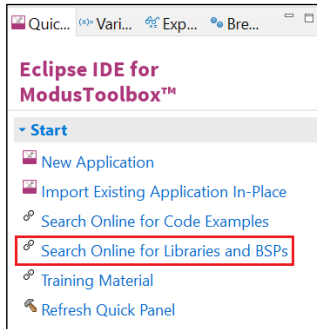 Quic... (x)= Vari... Exp... Bre...
Eclipse IDE for
ModusToolbox™
Start
New Application
Import Existing Application In-Place
Search Online for Code Examples
Search Online for Libraries and BSPs
Training Material
Refresh Quick Panel